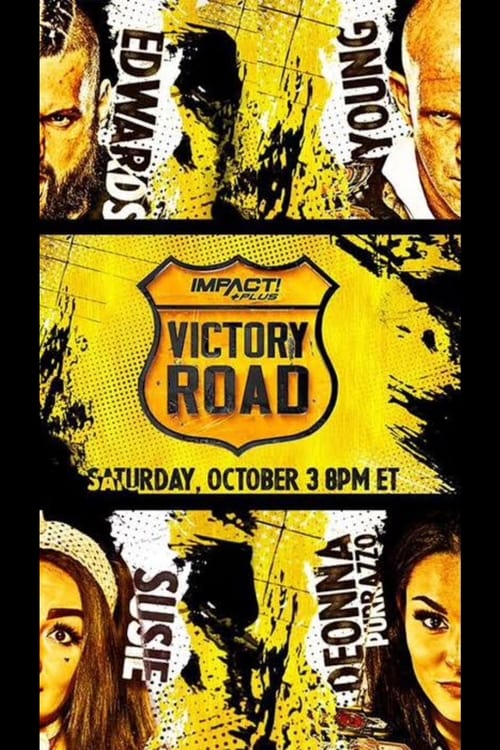 EDWARDS
YOUNG
IMPACT!
+PLUS
VICTORY
ROAD
SATURDAY, OCTOBER 3 8PM ET
SUSIE
DEONNA
PURRAZZO